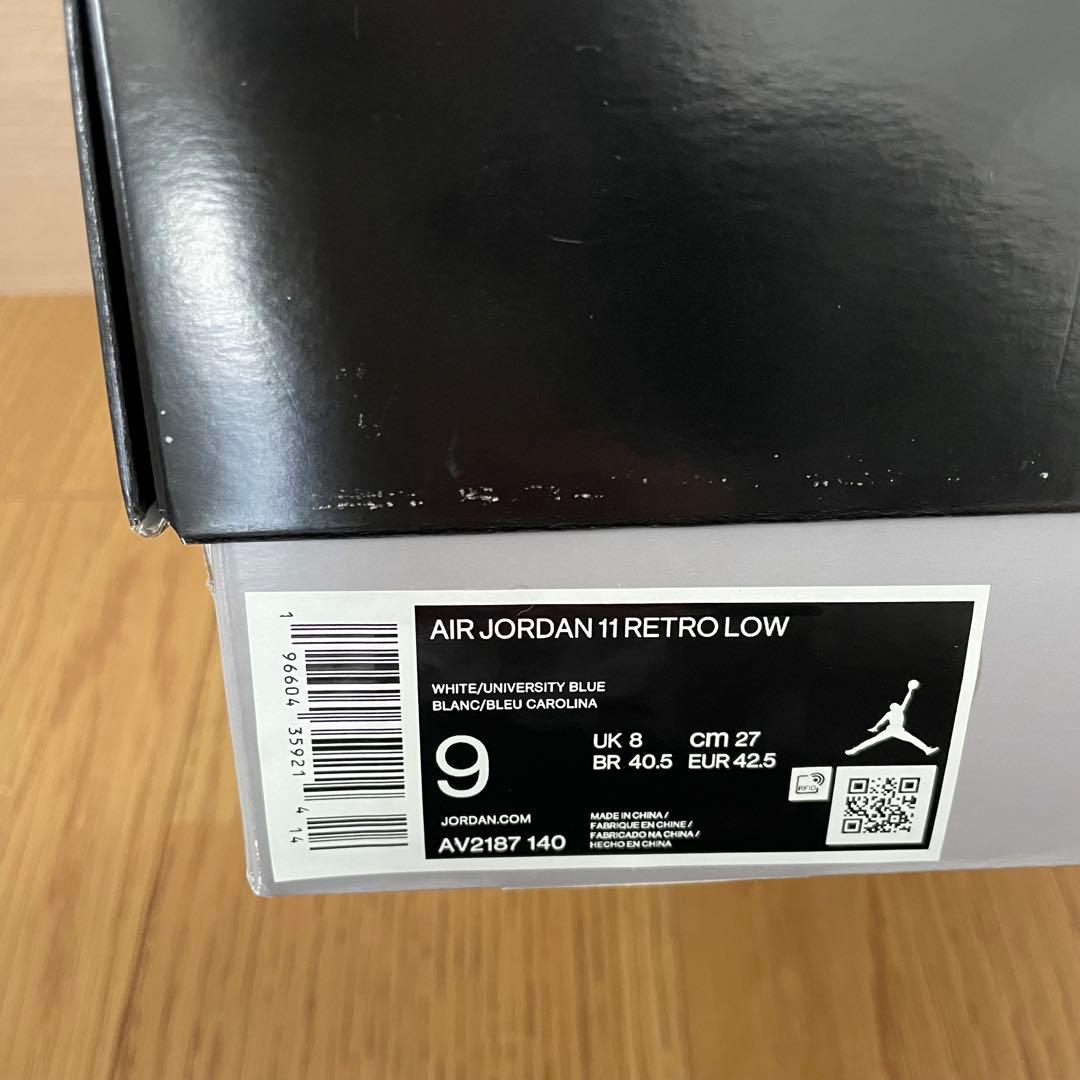 AIR JORDAN 11 RETRO LOW
WHITE/UNIVERSITY BLUE
BLANC/BLEU CAROLINA
9
UK 8 cm 27
BR 40.5 EUR 42.5
JORDAN.COM
AV2187 140
MADE IN CHINA /
FABRIQUE EN CHINE /
FABRICADO NA CHINA /
HECHO EN CHINA
RFID
1 96604 35921 4 14